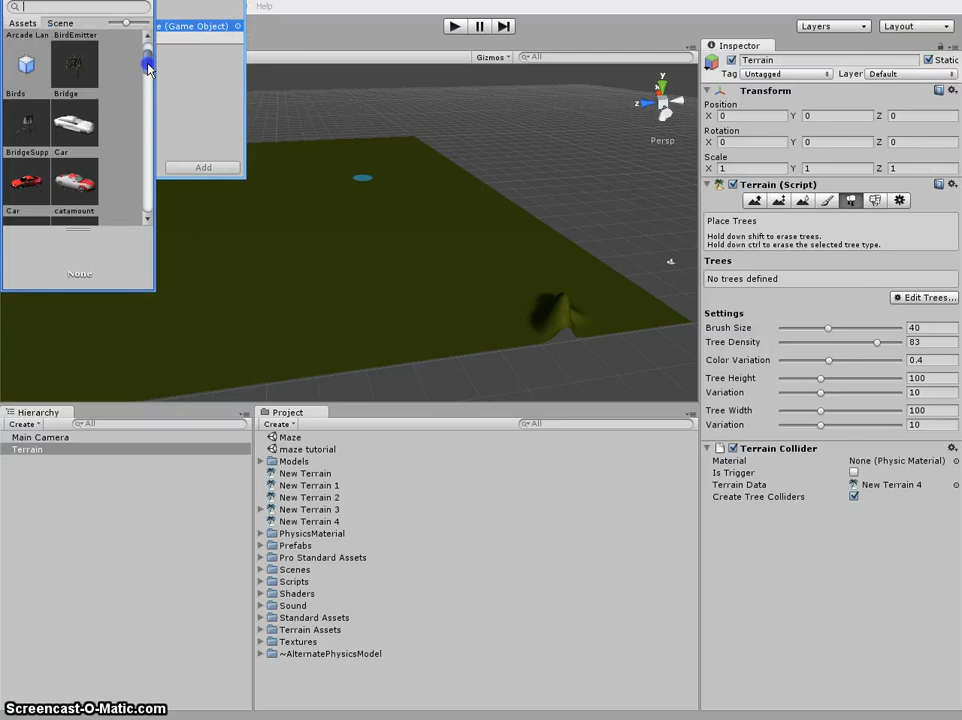 Help
e (Game Object)
Assets Scene
Arcade Lan BirdEmitter
Birds Bridge
BridgeSupp Car
Car catamount
None
Add
Layers Layout
Gizmos All
y
x
z
Persp
Inspector
Terrain Static
Tag Untagged Layer Default
Transform
Position
X 0 Y 0 Z 0
Rotation
X 0 Y 0 Z 0
Scale
X 1 Y 1 Z 1
Terrain (Script)
Place Trees
Hold down shift to erase trees.
Hold down ctrl to erase the selected tree type.
Trees
No trees defined
Edit Trees...
Settings
Brush Size 40
Tree Density 83
Color Variation 0.4
Tree Height 100
Variation 10
Tree Width 100
Variation 10
Terrain Collider
Material None (Physic Material)
Is Trigger
Terrain Data New Terrain 4
Create Tree Colliders
Hierarchy
Create All
Main Camera
Terrain
Project
Create All
Maze
maze tutorial
Models
New Terrain
New Terrain 1
New Terrain 2
New Terrain 3
New Terrain 4
PhysicsMaterial
Prefabs
Pro Standard Assets
Scenes
Scripts
Shaders
Sound
Standard Assets
Terrain Assets
Textures
~AlternatePhysicsModel
Screencast-O-Matic.com